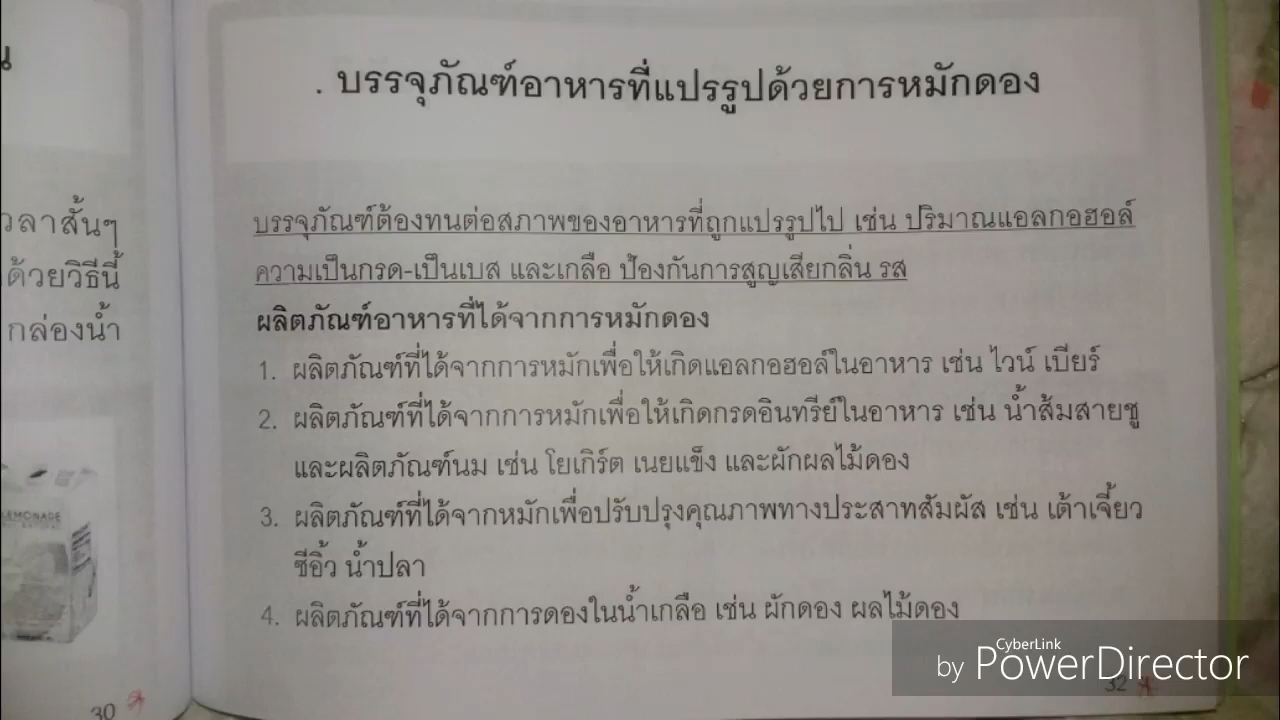 น
วลาสั้นๆ
ด้วยวิธีนี้
กล่องน้ำ
LEMONADE
30
. บรรจุภัณฑ์อาหารที่แปรรูปด้วยการหมักดอง
บรรจุภัณฑ์ต้องทนต่อสภาพของอาหารที่ถูกแปรรูปไป เช่น ปริมาณแอลกอฮอล์
ความเป็นกรด-เป็นเบส และเกลือ ป้องกันการสูญเสียกลิ่น รส
ผลิตภัณฑ์อาหารที่ได้จากการหมักดอง
1. ผลิตภัณฑ์ที่ได้จากการหมักเพื่อให้เกิดแอลกอฮอล์ในอาหาร เช่น ไวน์ เบียร์
2. ผลิตภัณฑ์ที่ได้จากการหมักเพื่อให้เกิดกรดอินทรีย์ในอาหาร เช่น น้ำส้มสายชู
และผลิตภัณฑ์นม เช่น โยเกิร์ต เนยแข็ง และผักผลไม้ดอง
3. ผลิตภัณฑ์ที่ได้จากหมักเพื่อปรับปรุงคุณภาพทางประสาทสัมผัส เช่น เต้าเจี้ยว
ซีอิ้ว น้ำปลา
4. ผลิตภัณฑ์ที่ได้จากการดองในน้ำเกลือ เช่น ผักดอง ผลไม้ดอง
32
CyberLink
by PowerDirector